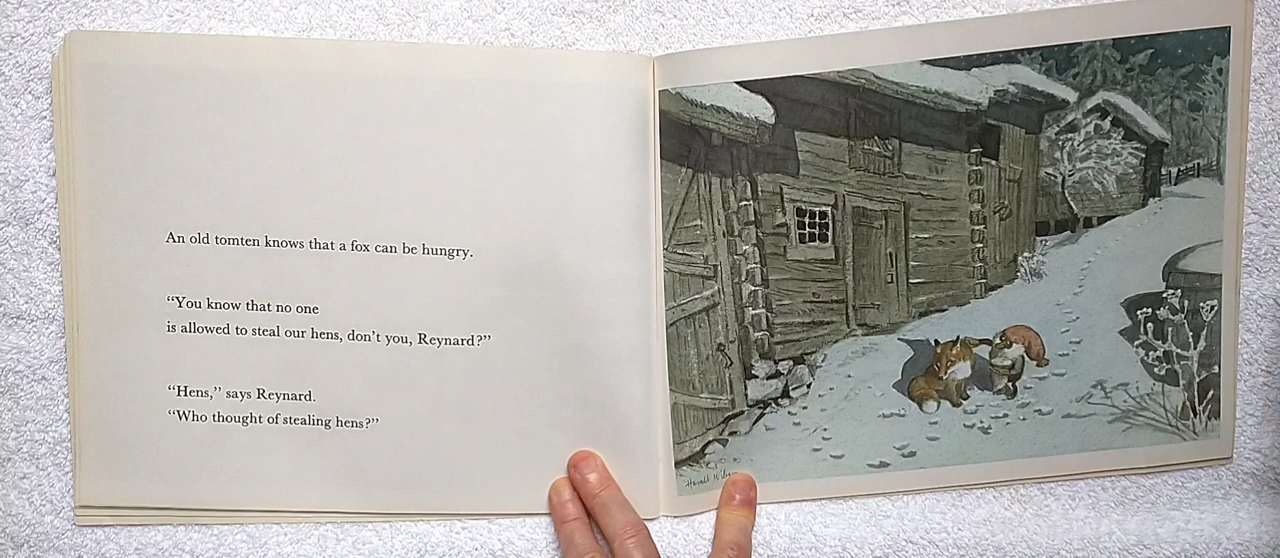 An old tomten knows that a fox can be hungry.
“You know that no one
is allowed to steal our hens, don’t you, Reynard?”
“Hens,” says Reynard.
“Who thought of stealing hens?”
Harald